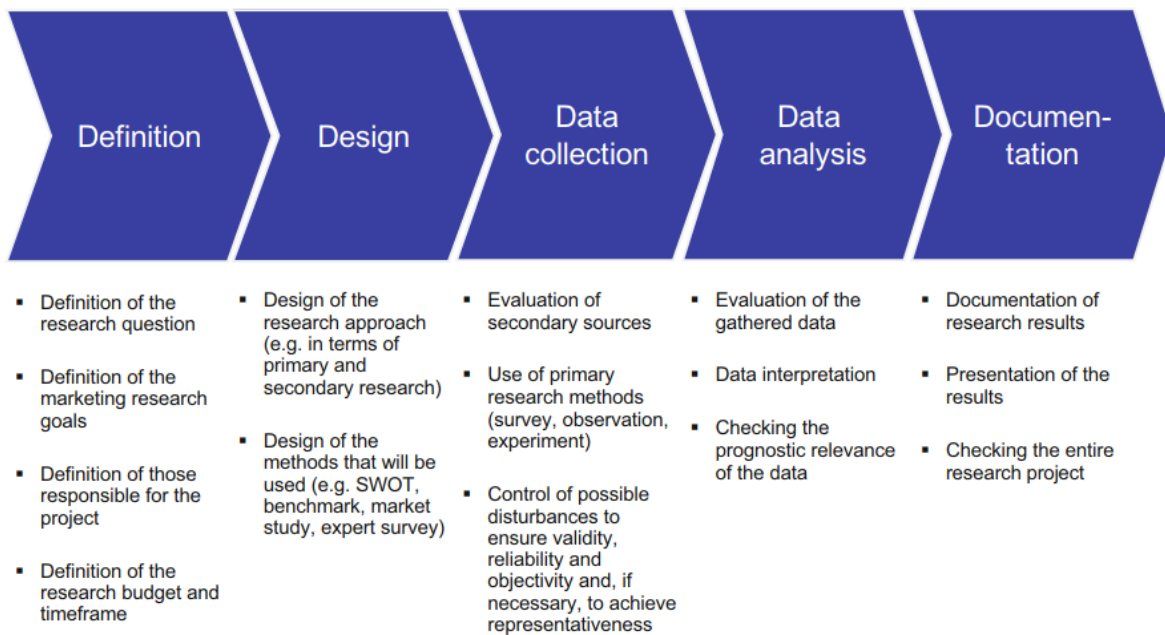 Definition
Design
Data
collection
Data
analysis
Documen-
tation
▪ Definition of the
research question
▪ Definition of the
marketing research
goals
▪ Definition of those
responsible for the
project
▪ Definition of the
research budget and
timeframe
▪ Design of the
research approach
(e.g. in terms of
primary and
secondary research)
▪ Design of the
methods that will be
used (e.g. SWOT,
benchmark, market
study, expert survey)
▪ Evaluation of
secondary sources
▪ Use of primary
research methods
(survey, observation,
experiment)
▪ Control of possible
disturbances to
ensure validity,
reliability and
objectivity and, if
necessary, to achieve
representativeness
▪ Evaluation of the
gathered data
▪ Data interpretation
▪ Checking the
prognostic relevance
of the data
▪ Documentation of
research results
▪ Presentation of the
results
▪ Checking the entire
research project